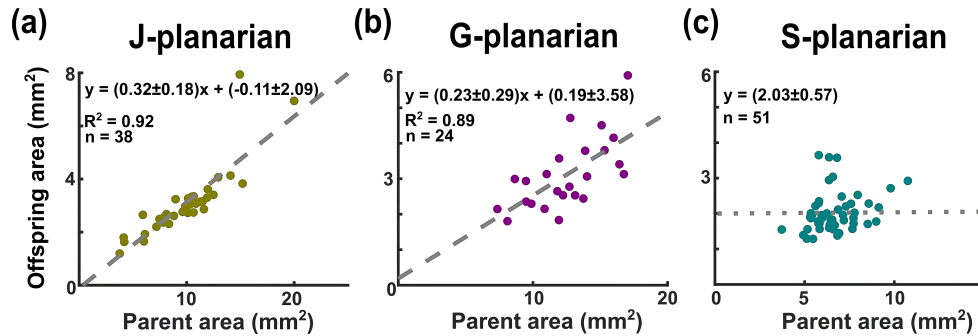 (a)
J-planarian
Offspring area (mm²)
8
4
0
y = (0.32±0.18)x + (-0.11±2.09)
R² = 0.92
n = 38
10
20
Parent area (mm²)
(b)
G-planarian
6
3
0
y = (0.23±0.29)x + (0.19±3.58)
R² = 0.89
n = 24
0
10
20
Parent area (mm²)
(c)
S-planarian
6
3
0
y = (2.03±0.57)
n = 51
0
5
10
Parent area (mm²)